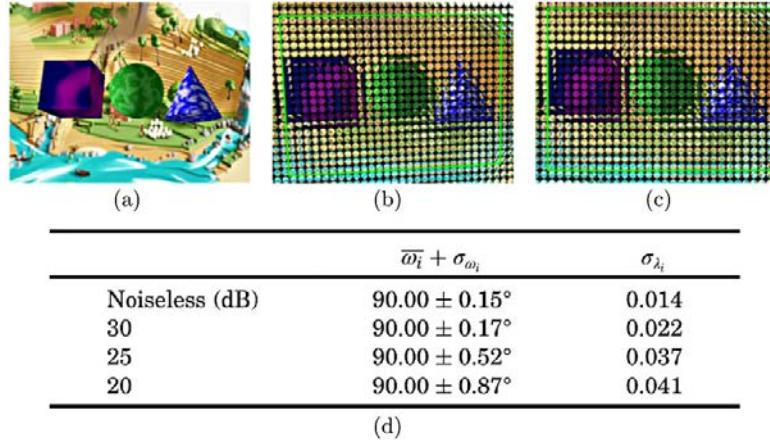 (a)
(b)
(c)
$\overline{\omega_i} + \sigma_{\omega_i}$ $\sigma_{\lambda_i}$
Noiseless (dB) 90.00 ± 0.15° 0.014
30 90.00 ± 0.17° 0.022
25 90.00 ± 0.52° 0.037
20 90.00 ± 0.87° 0.041
(d)